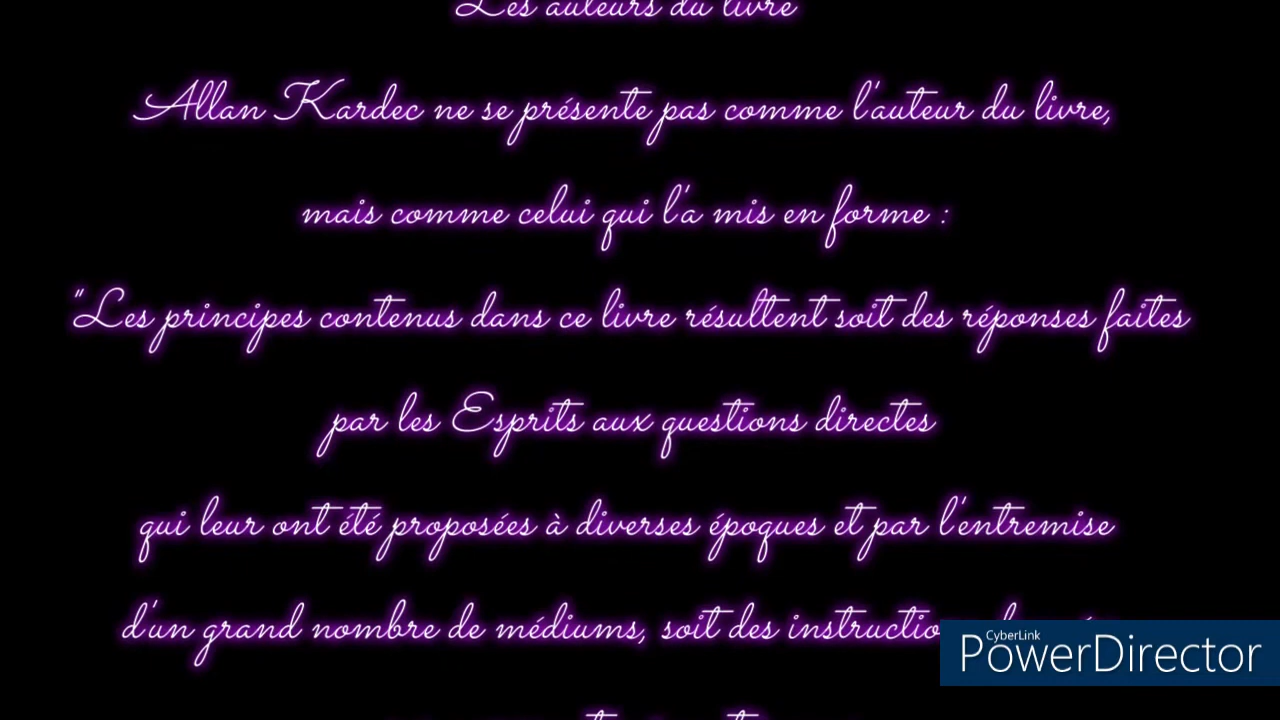 Les auteurs du livre
Allan Kardec ne se présente pas comme l'auteur du livre,
mais comme celui qui l'a mis en forme :
"Les principes contenus dans ce livre résultent soit des réponses faites
par les Esprits aux questions directes
qui leur ont été proposées à diverses époques et par l'entremise
d'un grand nombre de médiums, soit des
CyberLink
PowerDirector